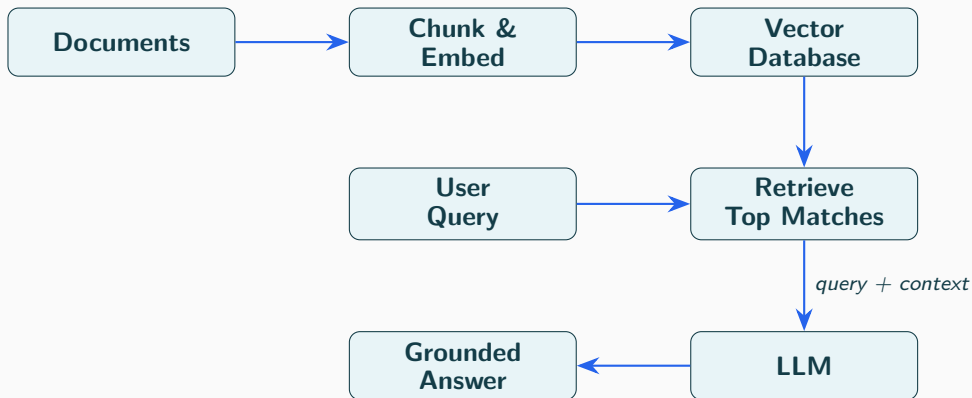 Documents
Chunk &
Embed
Vector
Database
User
Query
Retrieve
Top Matches
query + context
Grounded
Answer
LLM